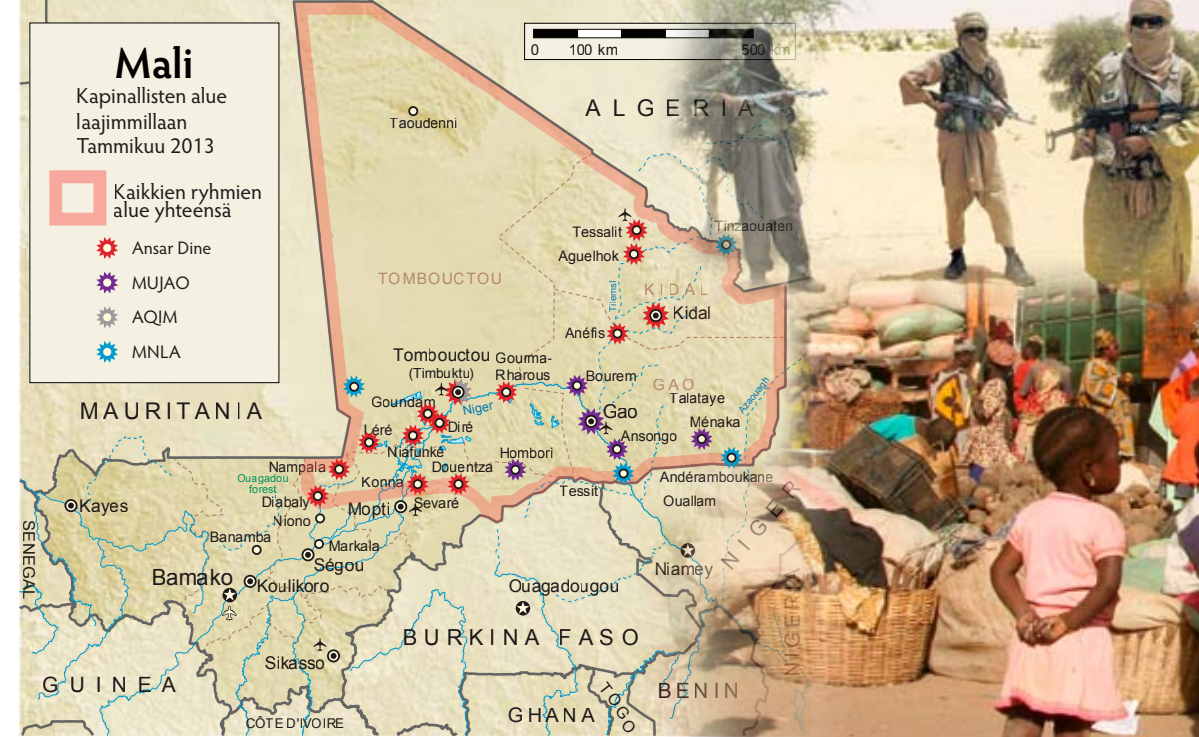 Mali
Kapinallisten alue
laajimmillaan
Tammikuu 2013
Kaikkien ryhmien
alue yhteensä
Ansar Dine
MUJAO
AQIM
MNLA
0 100 km 500 km
ALGERIA
Taoudenni
Tessalit
Tinzaouaten
Aguelhok
TOMBOUCTOU
KIDAL
Tilemsi
Kidal
Anéfis
Tombouctou
(Timbuktu)
Gourma-
Rharous
Bourem
GAO
Talataye
Azaouagh
MAURITANIA
Goundam
Niger
Gao
Diré
Ménaka
Léré
Ansongo
Niafunké
Hombori
Nampala
Douentza
Ouagadou
forest
Konna
Andéramboukane
Tessit
Diabaly
Sevaré
Ouallam
Kayes
Mopti
Niono
Banamba
Markala
Ségou
SENEGAL
NIGER
Niamey
Bamako
Koulikoro
Ouagadougou
BURKINA FASO
Sikasso
GUINEA
BENIN
CÔTE D'IVOIRE
GHANA
TOGO